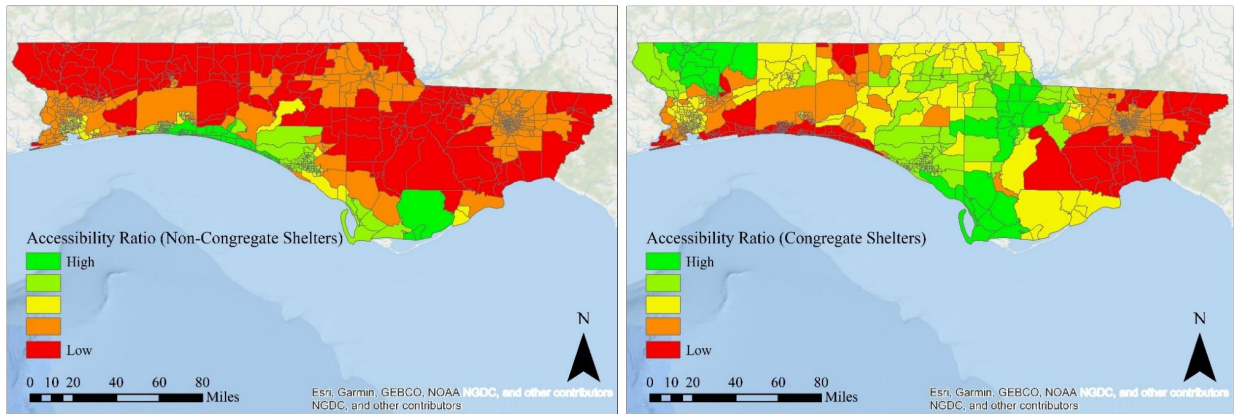 Accessibility Ratio (Non-Congregate Shelters)
High
Low
0 5 10 20 40 60 80
Miles
N
Esri, Garmin, GEBCO, NOAA NGDC, and other contributors
NGDC, and other contributors
Accessibility Ratio (Congregate Shelters)
High
Low
0 5 10 20 40 60 80
Miles
N
Esri, Garmin, GEBCO, NOAA NGDC, and other contributors
NGDC, and other contributors